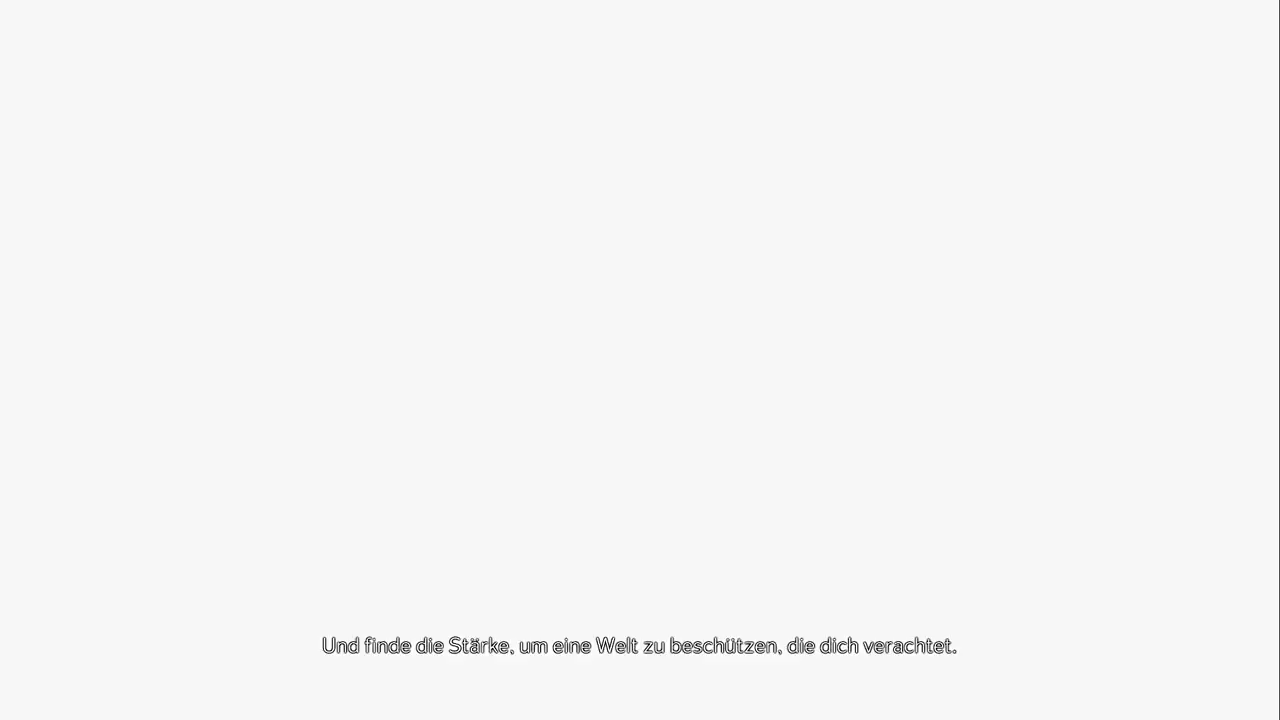 Und finde die Stärke, um eine Welt zu beschützen, die dich verachtet.